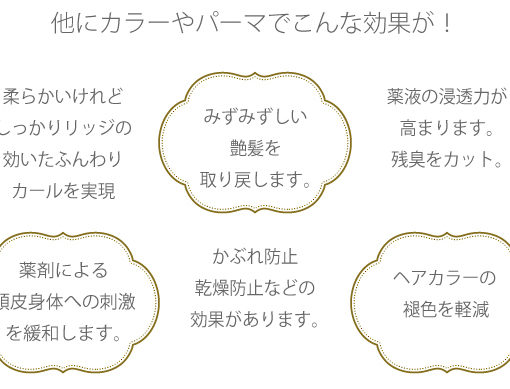 他にカラーやパーマでこんな効果が！
柔らかいけれど
しっかりリッジの
効いたふんわり
カールを実現
みずみずしい
艶髪を
取り戻します。
薬液の浸透力が
高まります。
残臭をカット。
薬剤による
頭皮身体への刺激
を緩和します。
かぶれ防止
乾燥防止などの
効果があります。
ヘアカラーの
褪色を軽減